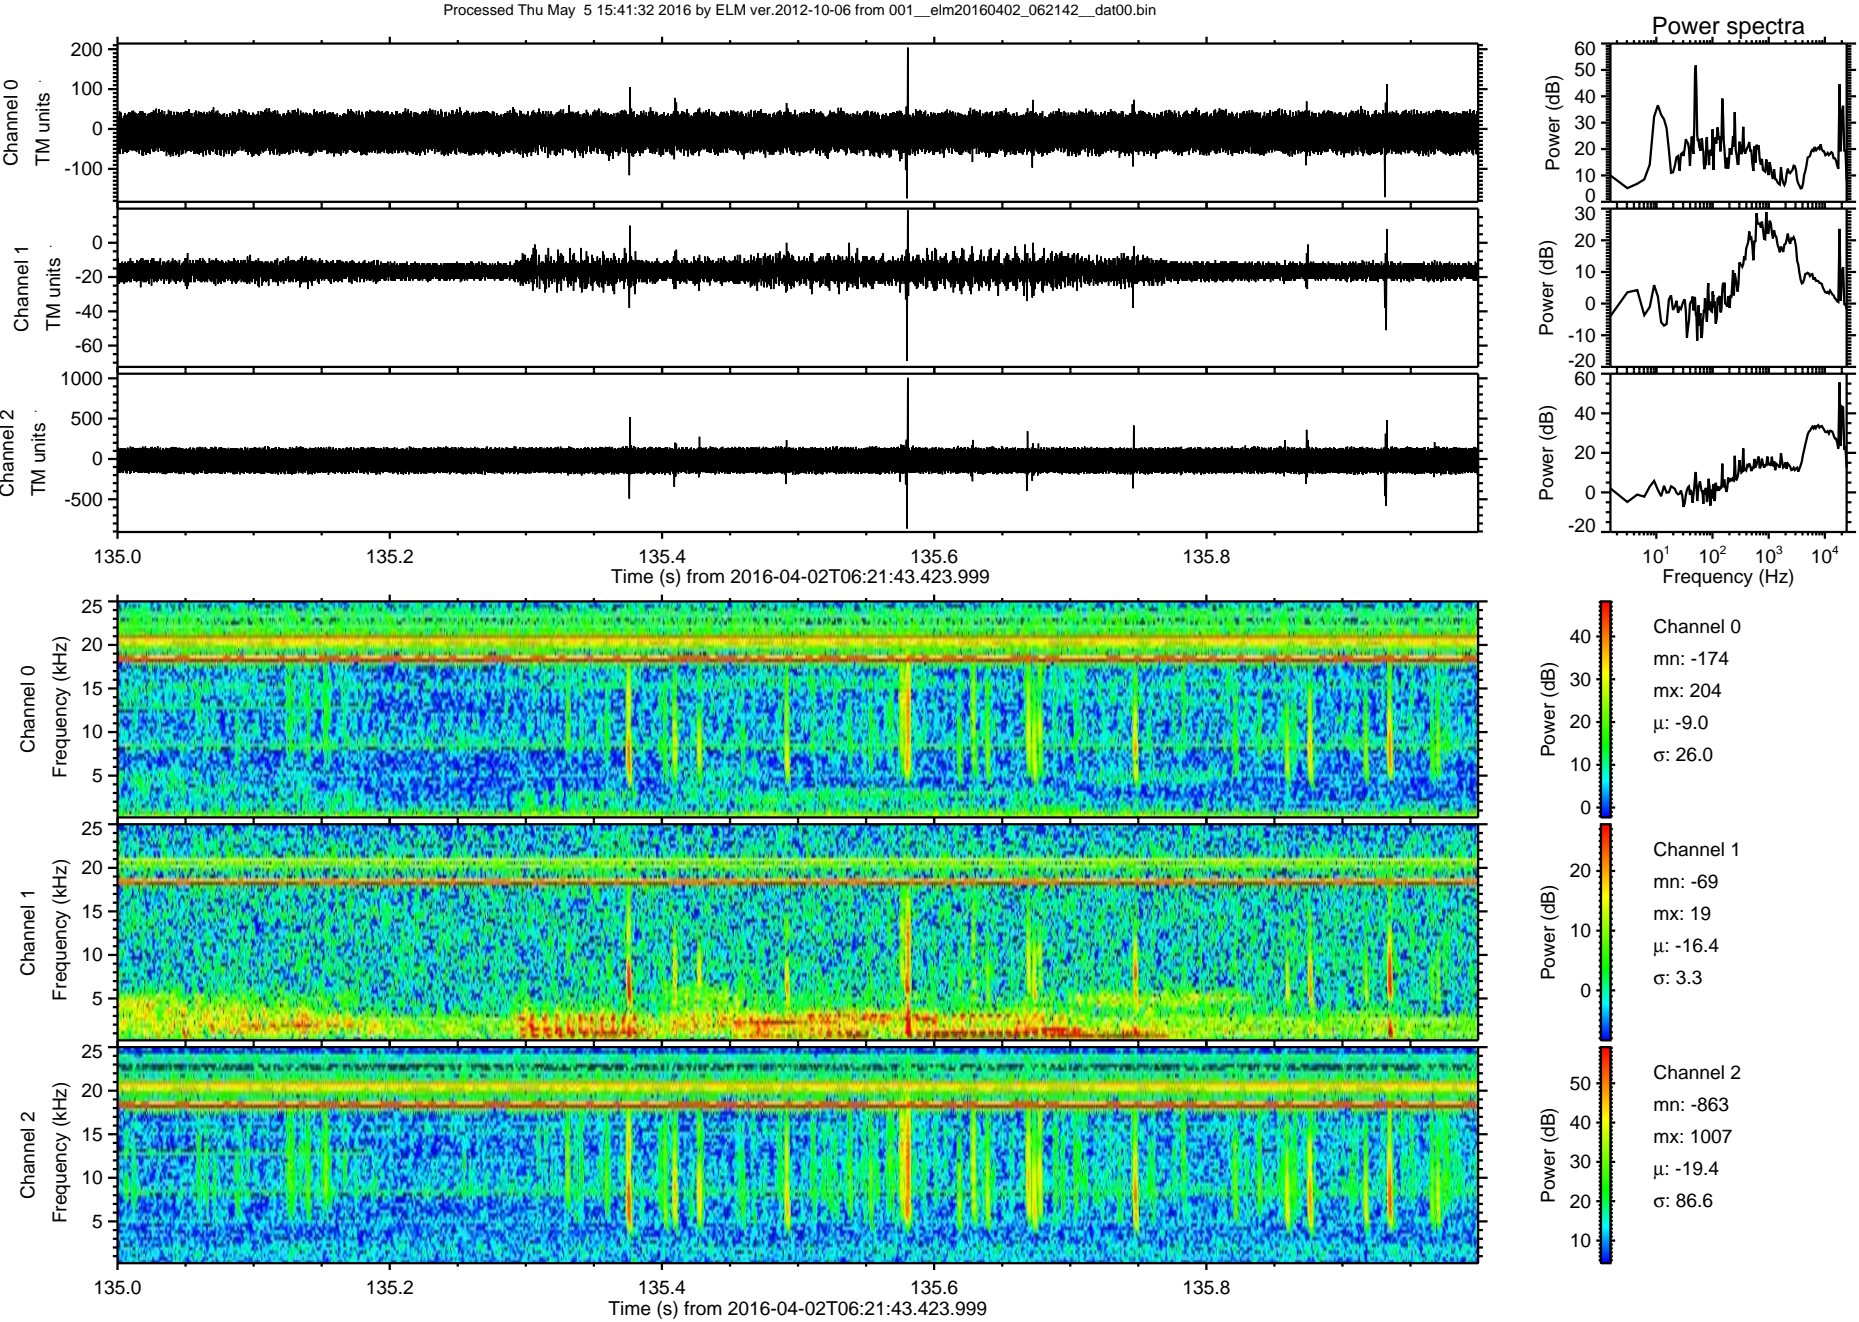 Processed Thu May  5 15:41:32 2016 by ELM ver.2012-10-06 from 001__elm20160402_062142__dat00.bin
Power spectra
Channel 0
TM units
200
100
0
-100
Power (dB)
60
50
40
30
20
10
0
Channel 1
TM units
0
-20
-40
-60
Power (dB)
30
20
10
0
-10
-20
Channel 2
TM units
1000
500
0
-500
Power (dB)
60
40
20
0
-20
135.0 135.2 135.4 135.6 135.8
Time (s) from 2016-04-02T06:21:43.423.999
10¹ 10² 10³ 10⁴
Frequency (Hz)
Channel 0
Frequency (kHz)
25
20
15
10
5
Power (dB)
40
30
20
10
0
Channel 0
mn: -174
mx: 204
μ: -9.0
σ: 26.0
Channel 1
Frequency (kHz)
25
20
15
10
5
Power (dB)
20
10
0
Channel 1
mn: -69
mx: 19
μ: -16.4
σ: 3.3
Channel 2
Frequency (kHz)
25
20
15
10
5
Power (dB)
50
40
30
20
10
Channel 2
mn: -863
mx: 1007
μ: -19.4
σ: 86.6
135.0 135.2 135.4 135.6 135.8
Time (s) from 2016-04-02T06:21:43.423.999